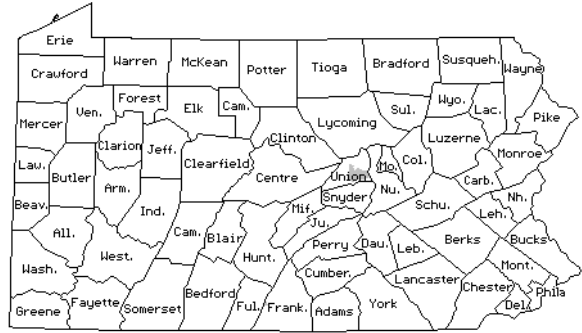 Erie
Warren
McKean
Potter
Tioga
Bradford
Susqueh.
Wayne
Crawford
Forest
Elk
Cam.
Sul.
Wyo.
Lac.
Mercer
Ven.
Clarion
Jeff.
Clinton
Lycoming
Luzerne
Pike
Law.
Butler
Arm.
Clearfield
Centre
Union
Mo.
Col.
Monroe
Beav.
Ind.
Snyder
Nu.
Schu.
Carb.
Nh.
Leh.
All.
West.
Cam.
Blair
Hunt.
Mif.
Ju.
Perry
Dau.
Leb.
Berks
Bucks
Wash.
Cumber.
Lancaster
Mont.
Greene
Fayette
Somerset
Bedford
Ful.
Frank.
Adams
York
Chester
Del.
Phila